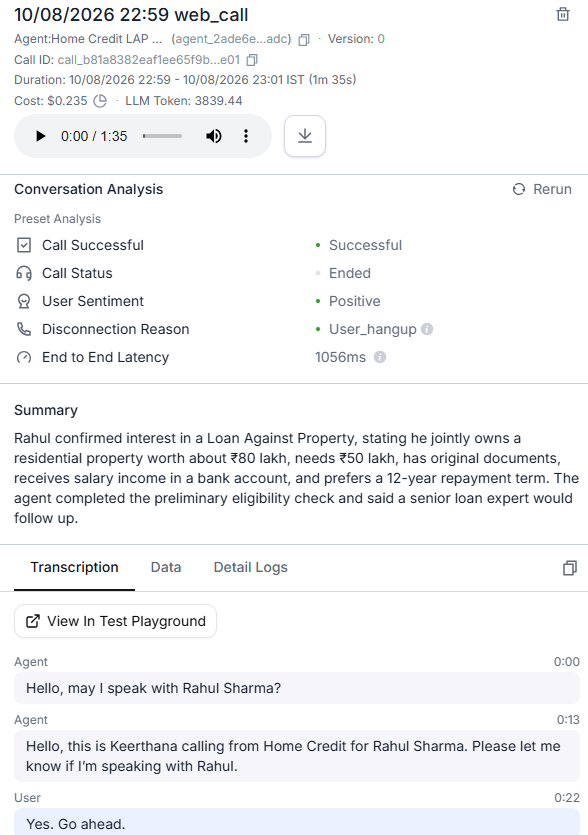 10/08/2026 22:59 web_call
Agent:Home Credit LAP ... (agent_2ade6e...adc) · Version: 0
Call ID: call_b81a8382eaf1ee65f9b...e01
Duration: 10/08/2026 22:59 - 10/08/2026 23:01 IST (1m 35s)
Cost: $0.235 · LLM Token: 3839.44
0:00 / 1:35
Conversation Analysis Rerun
Preset Analysis
Call Successful Successful
Call Status Ended
User Sentiment Positive
Disconnection Reason User_hangup
End to End Latency 1056ms
Summary
Rahul confirmed interest in a Loan Against Property, stating he jointly owns a
residential property worth about ₹80 lakh, needs ₹50 lakh, has original documents,
receives salary income in a bank account, and prefers a 12-year repayment term. The
agent completed the preliminary eligibility check and said a senior loan expert would
follow up.
Transcription Data Detail Logs
View In Test Playground
Agent 0:00
Hello, may I speak with Rahul Sharma?
Agent 0:13
Hello, this is Keerthana calling from Home Credit for Rahul Sharma. Please let me
know if I'm speaking with Rahul.
User 0:22
Yes. Go ahead.